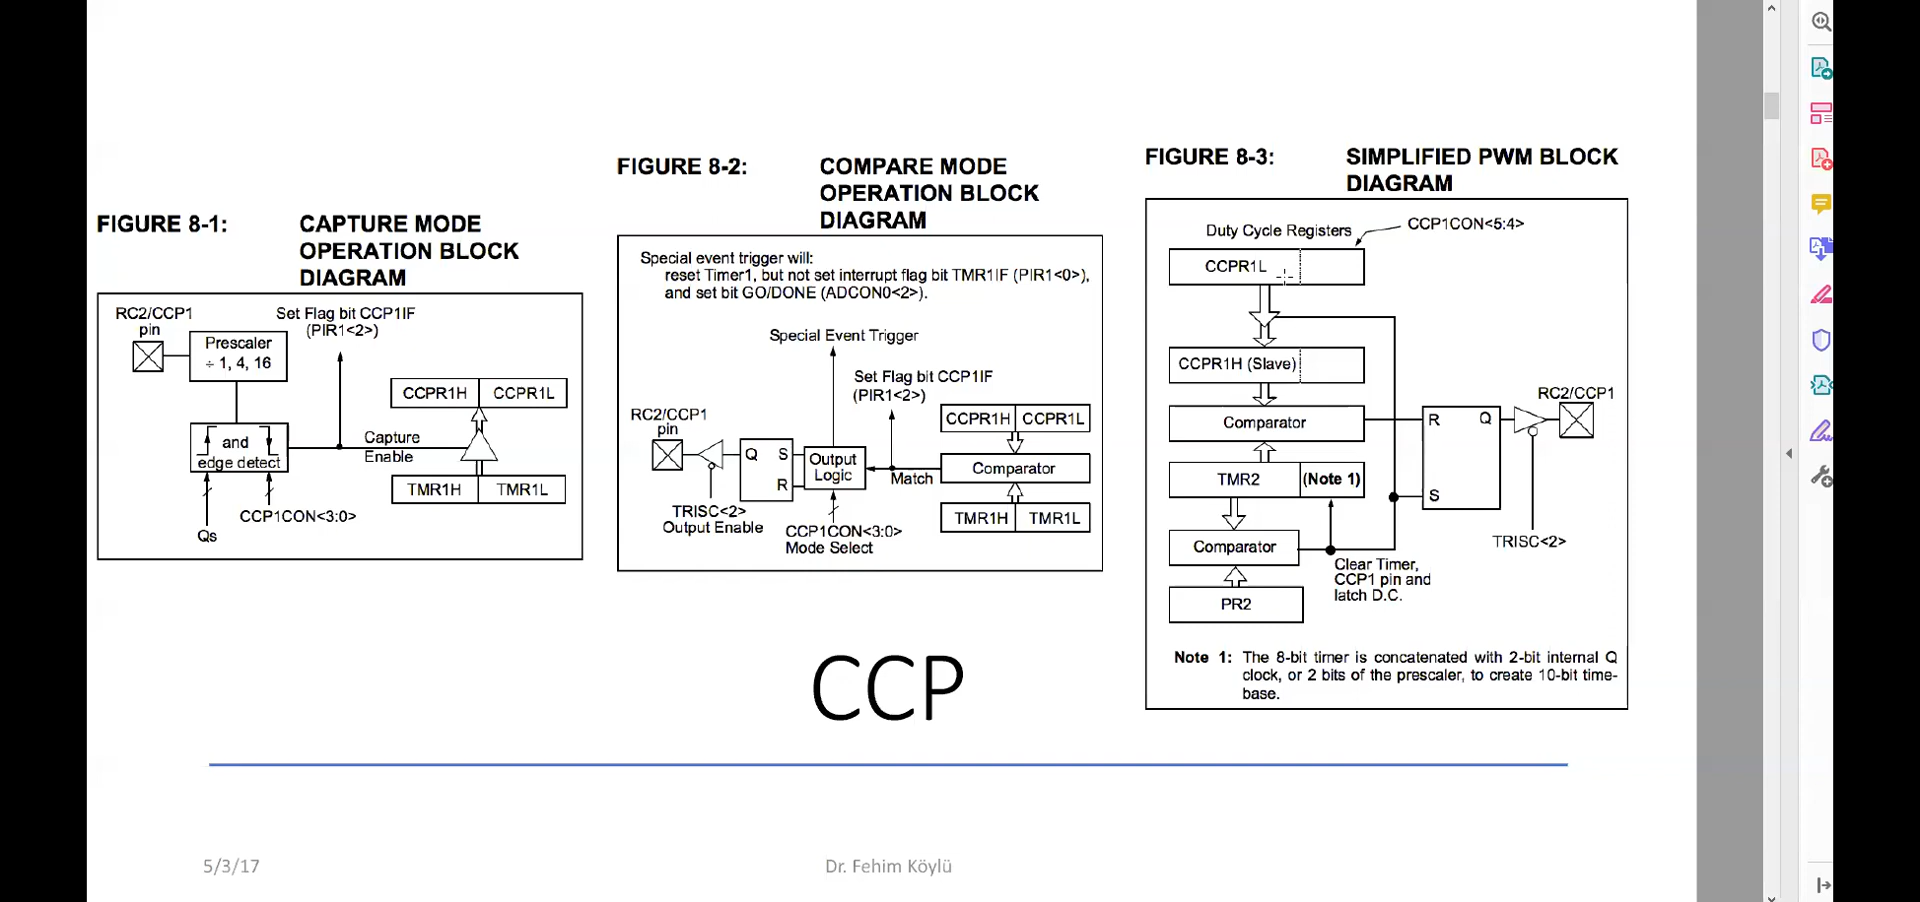 FIGURE 8-1: CAPTURE MODE
OPERATION BLOCK
DIAGRAM
RC2/CCP1
pin
Set Flag bit CCP1IF
(PIR1<2>)
Prescaler
÷ 1, 4, 16
CCPR1H CCPR1L
and
edge detect
Capture
Enable
TMR1H TMR1L
CCP1CON<3:0>
Qs
FIGURE 8-2: COMPARE MODE
OPERATION BLOCK
DIAGRAM
Special event trigger will:
reset Timer1, but not set interrupt flag bit TMR1IF (PIR1<0>),
and set bit GO/DONE (ADCON0<2>).
Special Event Trigger
Set Flag bit CCP1IF
(PIR1<2>)
RC2/CCP1
pin
CCPR1H CCPR1L
Q S
R
Output
Logic
Match
Comparator
TRISC<2>
Output Enable
CCP1CON<3:0>
Mode Select
TMR1H TMR1L
FIGURE 8-3: SIMPLIFIED PWM BLOCK
DIAGRAM
Duty Cycle Registers
CCP1CON<5:4>
CCPR1L
CCPR1H (Slave)
Comparator
R Q
RC2/CCP1
TMR2 (Note 1)
S
Comparator
TRISC<2>
Clear Timer,
CCP1 pin and
latch D.C.
PR2
Note 1: The 8-bit timer is concatenated with 2-bit internal Q
clock, or 2 bits of the prescaler, to create 10-bit time-
base.
CCP
5/3/17
Dr. Fehim Köylü